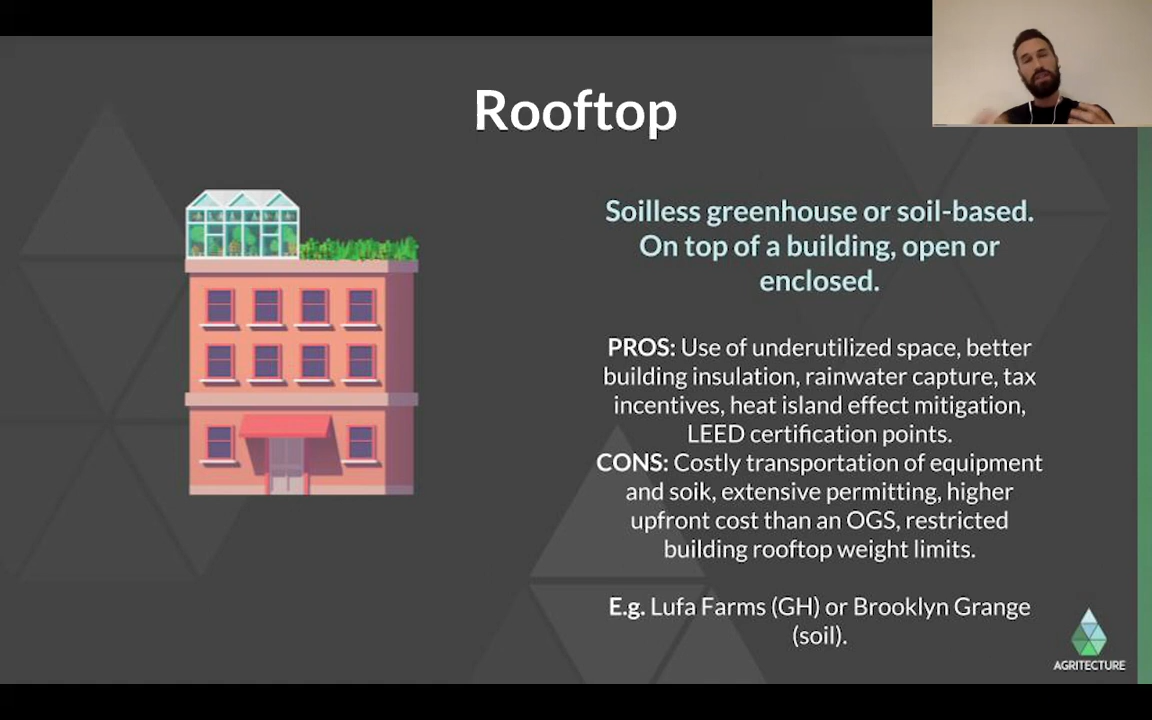 Rooftop
Soilless greenhouse or soil-based.
On top of a building, open or
enclosed.
PROS: Use of underutilized space, better
building insulation, rainwater capture, tax
incentives, heat island effect mitigation,
LEED certification points.
CONS: Costly transportation of equipment
and soik, extensive permitting, higher
upfront cost than an OGS, restricted
building rooftop weight limits.
E.g. Lufa Farms (GH) or Brooklyn Grange
(soil).
AGRITECTURE